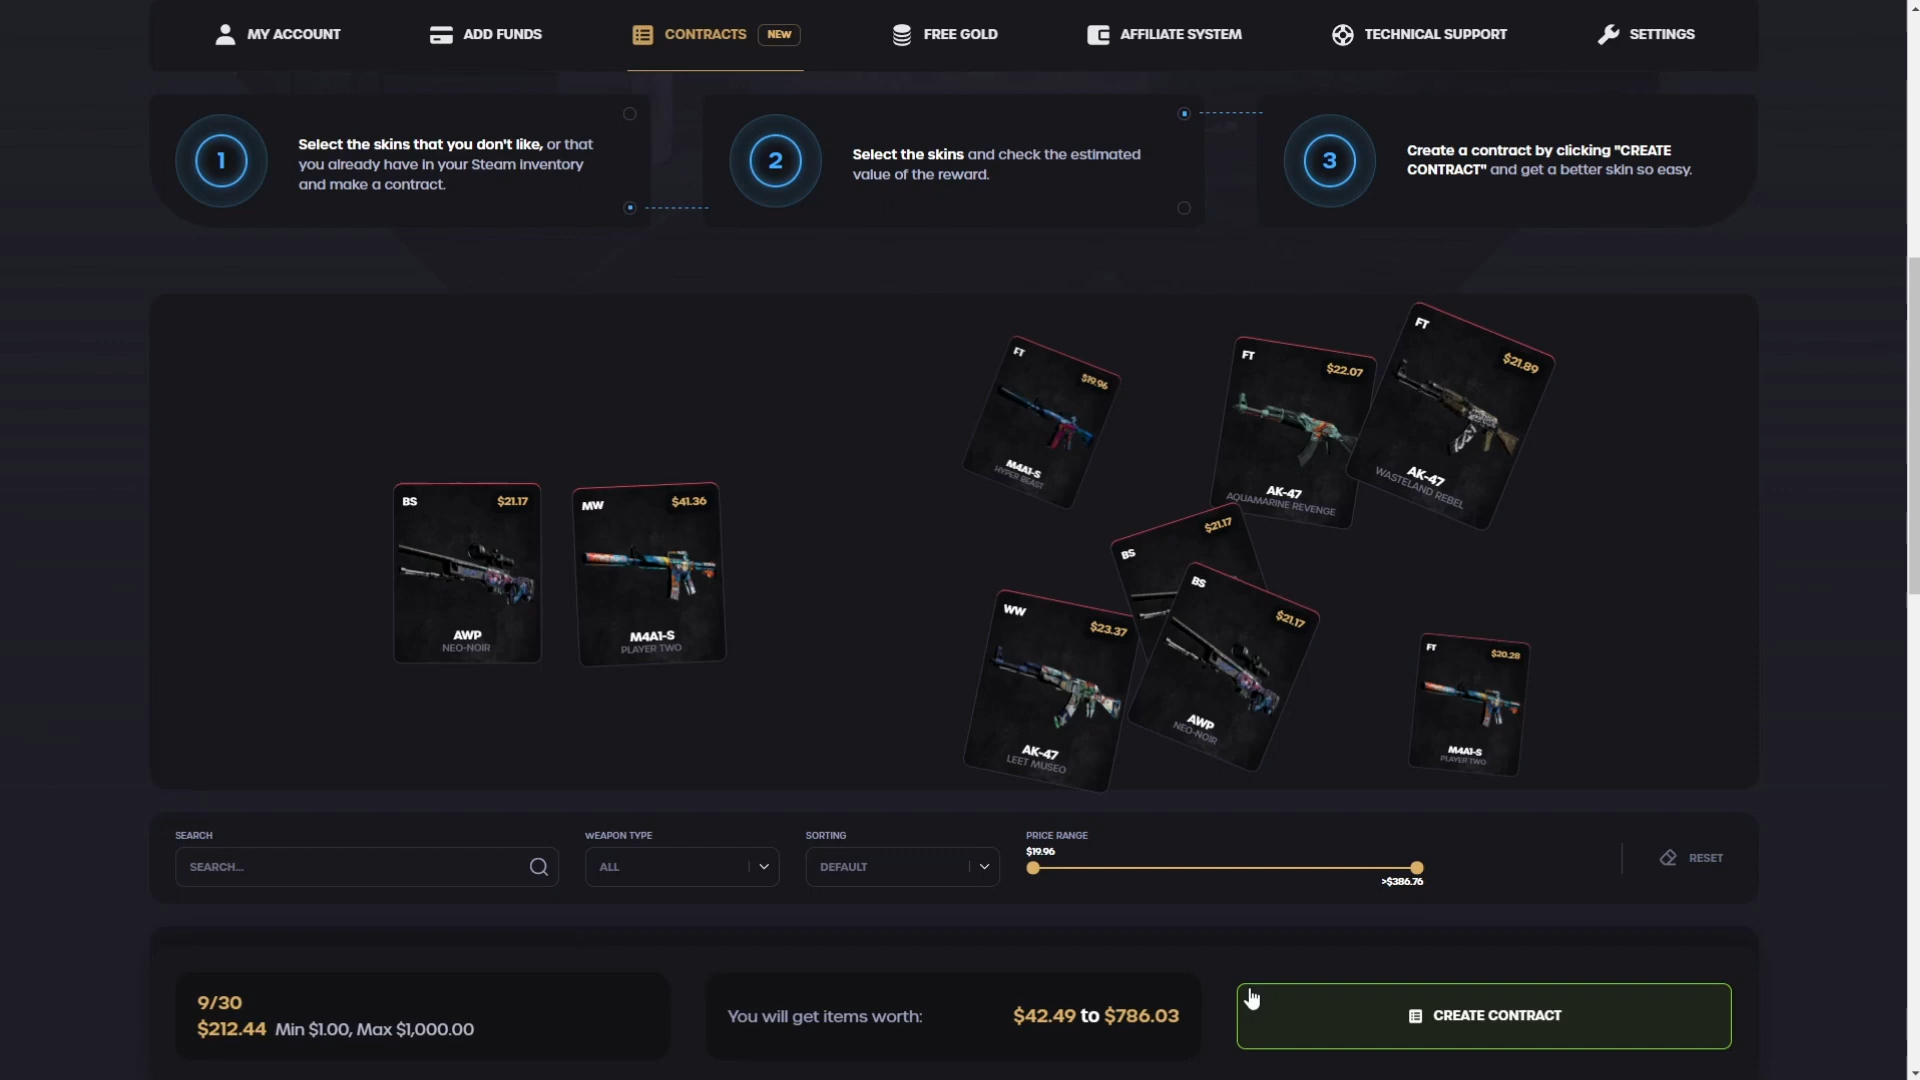 MY ACCOUNT
ADD FUNDS
CONTRACTS
NEW
FREE GOLD
AFFILIATE SYSTEM
TECHNICAL SUPPORT
SETTINGS
1
Select the skins that you don't like, or that
you already have in your Steam inventory
and make a contract.
2
Select the skins and check the estimated
value of the reward.
3
Create a contract by clicking "CREATE
CONTRACT" and get a better skin so easy.
BS
$21.17
AWP
NEO-NOIR
MW
$41.36
M4A1-S
PLAYER TWO
FT
$19.96
M4A1-S
HYPER BEAST
FT
$22.07
AK-47
AQUAMARINE REVENGE
FT
$21.89
AK-47
WASTELAND REBEL
BS
$21.17
BS
$21.17
AWP
NEO-NOIR
WW
$23.37
AK-47
LEET MUSEO
FT
$20.28
M4A1-S
PLAYER TWO
SEARCH
SEARCH...
WEAPON TYPE
ALL
SORTING
DEFAULT
PRICE RANGE
$19.96
>$386.76
RESET
9/30
$212.44 Min $1.00, Max $1,000.00
You will get items worth:
$42.49 to $786.03
CREATE CONTRACT